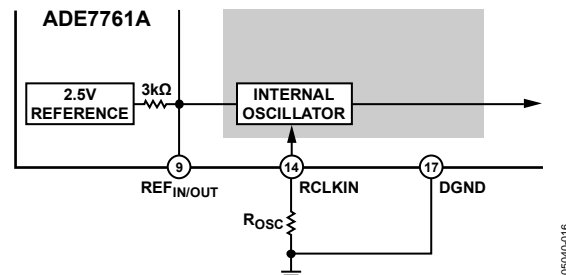 ADE7761A
2.5V
REFERENCE
3kΩ
INTERNAL
OSCILLATOR
9
14
17
REFIN/OUT
RCLKIN
DGND
ROSC
05040-016